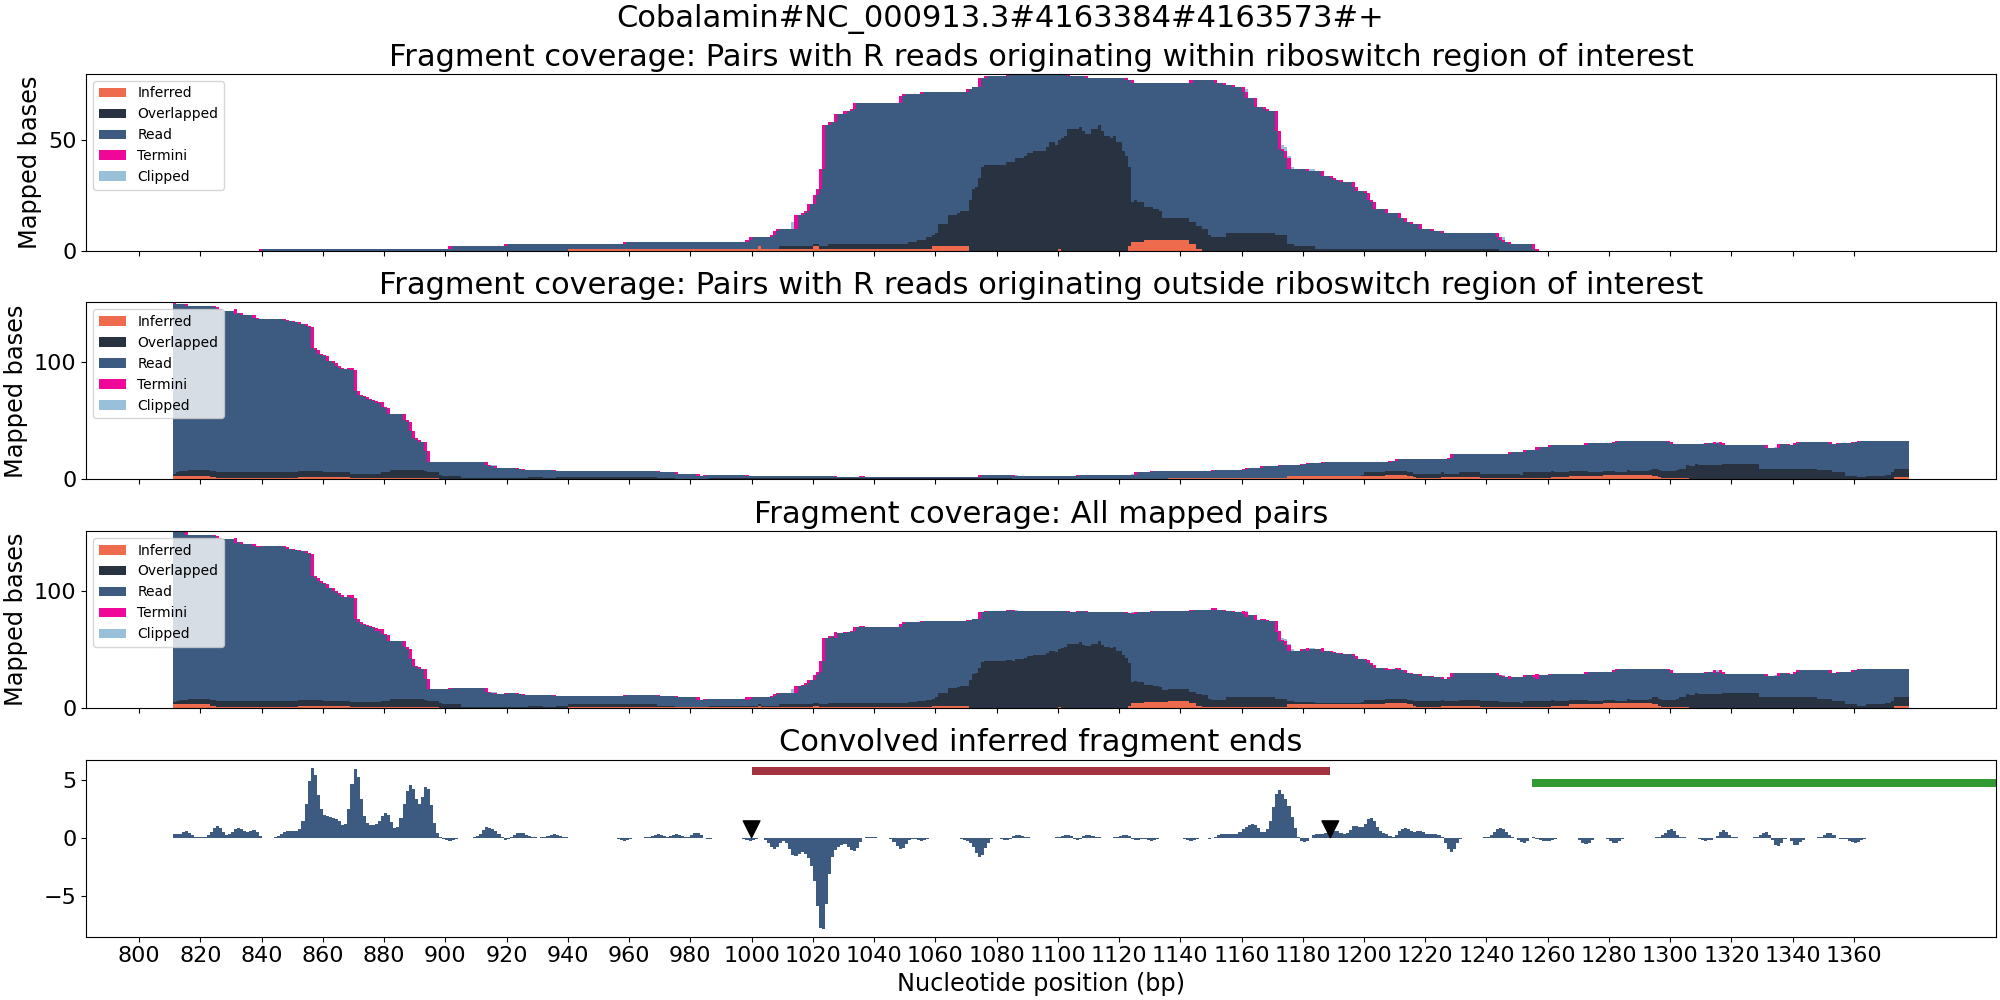 Cobalamin#NC_000913.3#4163384#4163573#+
Fragment coverage: Pairs with R reads originating within riboswitch region of interest
Mapped bases
50
0
Inferred
Overlapped
Read
Termini
Clipped
Fragment coverage: Pairs with R reads originating outside riboswitch region of interest
Mapped bases
100
0
Inferred
Overlapped
Read
Termini
Clipped
Fragment coverage: All mapped pairs
Mapped bases
100
0
Inferred
Overlapped
Read
Termini
Clipped
Convolved inferred fragment ends
5
0
−5
800 820 840 860 880 900 920 940 960 980 1000 1020 1040 1060 1080 1100 1120 1140 1160 1180 1200 1220 1240 1260 1280 1300 1320 1340 1360
Nucleotide position (bp)